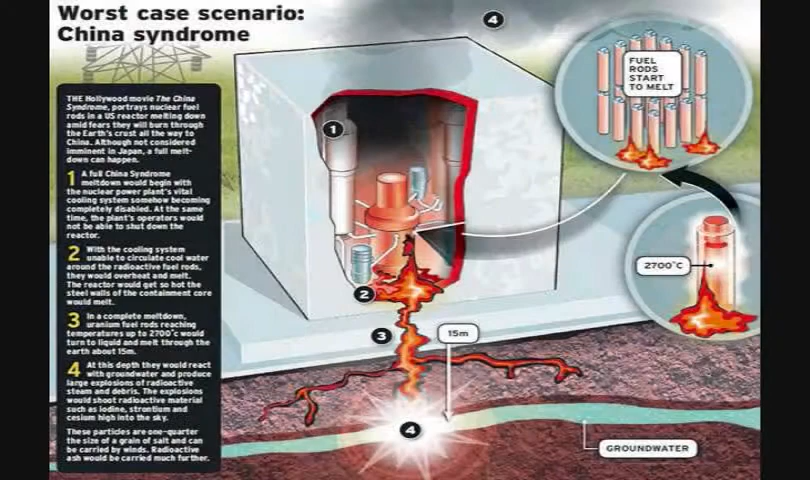 Worst case scenario:
China syndrome
THE Hollywood movie The China
Syndrome, portrays nuclear fuel
rods in a US reactor melting down
amid fears they will burn through
the Earth's crust all the way to
China. Although not considered
imminent in Japan, a full melt-
down can happen.
1 A full China Syndrome
meltdown would begin with
the nuclear power plant's vital
cooling system somehow becoming
completely disabled. At the same
time, the plant's operators would
not be able to shut down the
reactor.
2 With the cooling system
unable to circulate cool water
around the radioactive fuel rods,
they would overheat and melt.
The reactor would get so hot the
steel walls of the containment core
would melt.
3 In a complete meltdown,
uranium fuel rods reaching
temperatures up to 2700˚c would
turn to liquid and melt through the
earth about 15m.
4 At this depth they would react
with groundwater and produce
large explosions of radioactive
steam and debris. The explosions
would shoot radioactive material
such as iodine, strontium and
cesium high into the sky.
These particles are one-quarter
the size of a grain of salt and can
be carried by winds. Radioactive
ash would be carried much further.
4
1
FUEL
RODS
START
TO MELT
2700˚C
2
3
15m
4
GROUNDWATER